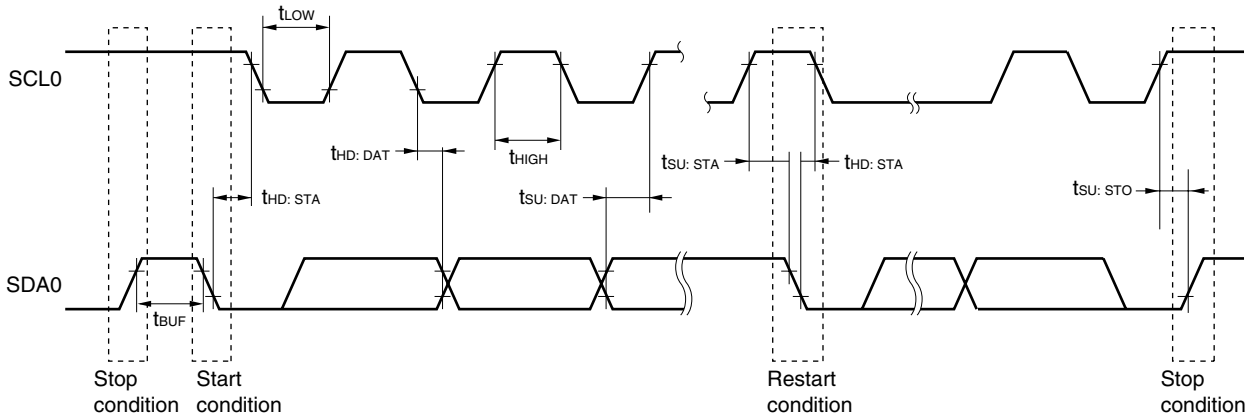 tLOW
SCL0
tHD: DAT
tHIGH
tSU: STA
tHD: STA
tHD: STA
tSU: DAT
tSU: STO
SDA0
tBUF
Stop
condition
Start
condition
Restart
condition
Stop
condition